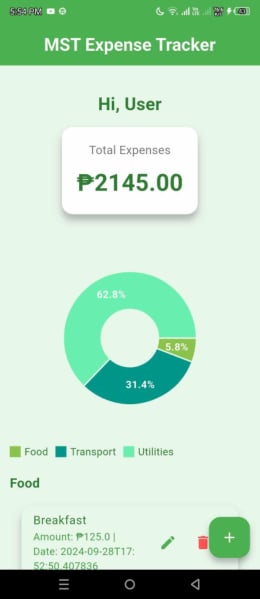 5:54 PM
MST Expense Tracker
Hi, User
Total Expenses
₱2145.00
62.8%
5.8%
31.4%
Food
Transport
Utilities
Food
Breakfast
Amount: ₱125.0 |
Date: 2024-09-28T17:
52:50.407836
+